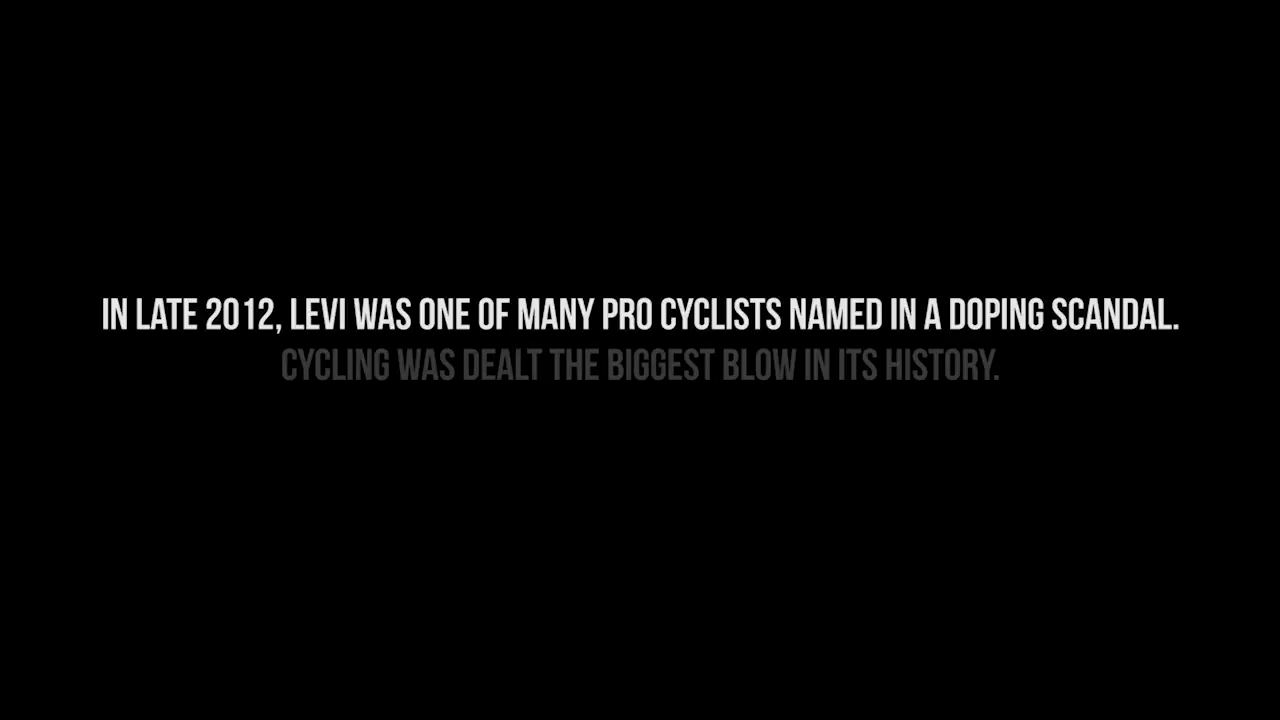 IN LATE 2012, LEVI WAS ONE OF MANY PRO CYCLISTS NAMED IN A DOPING SCANDAL.
CYCLING WAS DEALT THE BIGGEST BLOW IN ITS HISTORY.